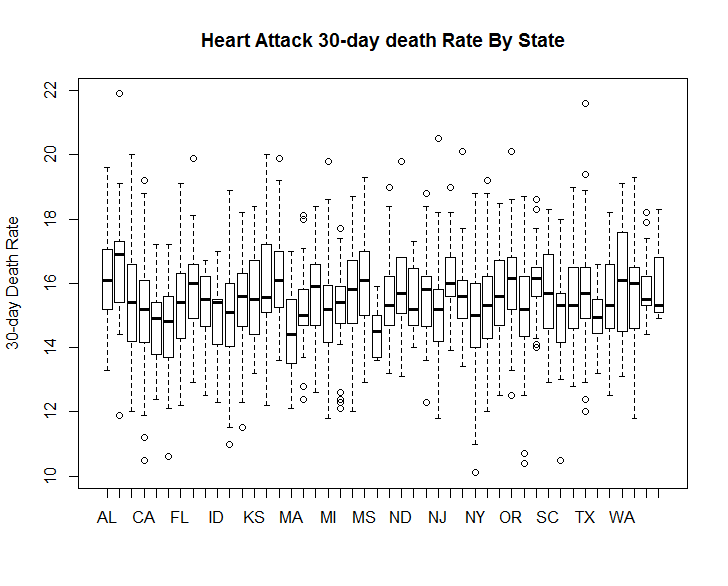 Heart Attack 30-day death Rate By State
30-day Death Rate
22
20
18
16
14
12
10
AL CA FL ID KS MA MI MS ND NJ NY OR SC TX WA